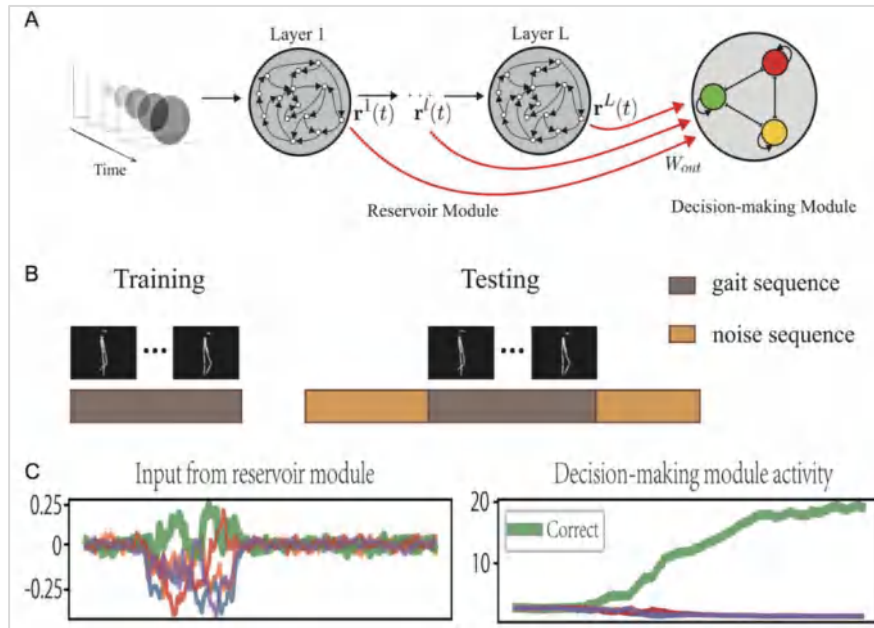 A
Layer 1
Layer L
r¹(t)
r^l(t)
r^L(t)
Time
W_out
Reservoir Module
Decision-making Module
B
Training
Testing
gait sequence
noise sequence
C
Input from reservoir module
Decision-making module activity
0.25
0
-0.25
20
10
Correct